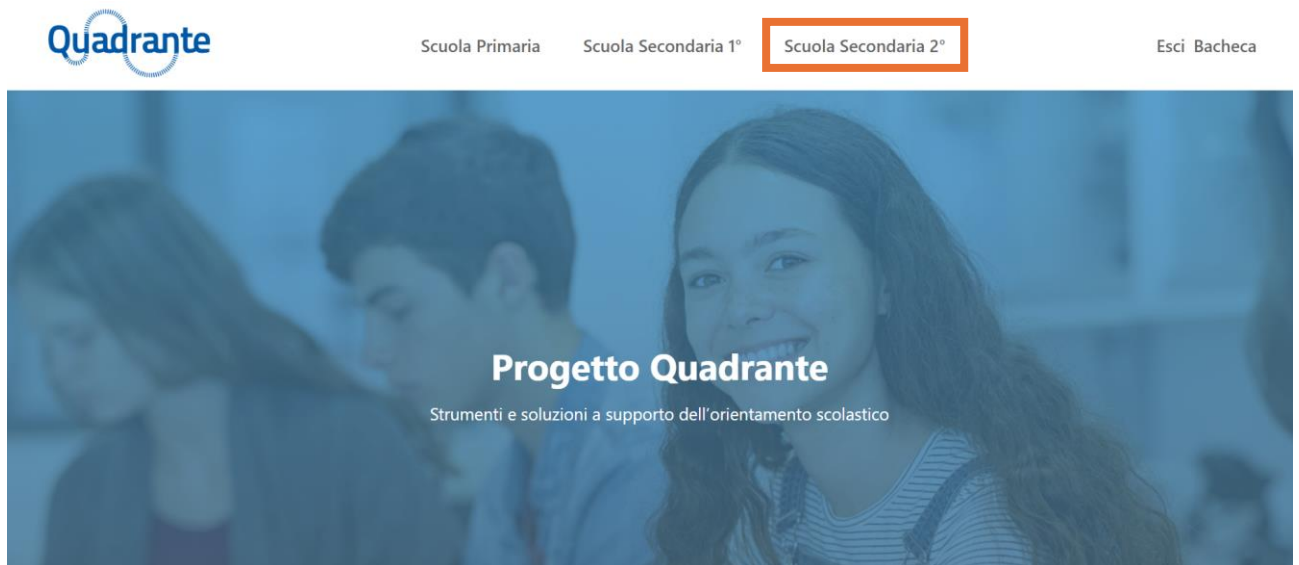 Quadrante
Scuola Primaria Scuola Secondaria 1° Scuola Secondaria 2° Esci Bacheca
Progetto Quadrante
Strumenti e soluzioni a supporto dell'orientamento scolastico